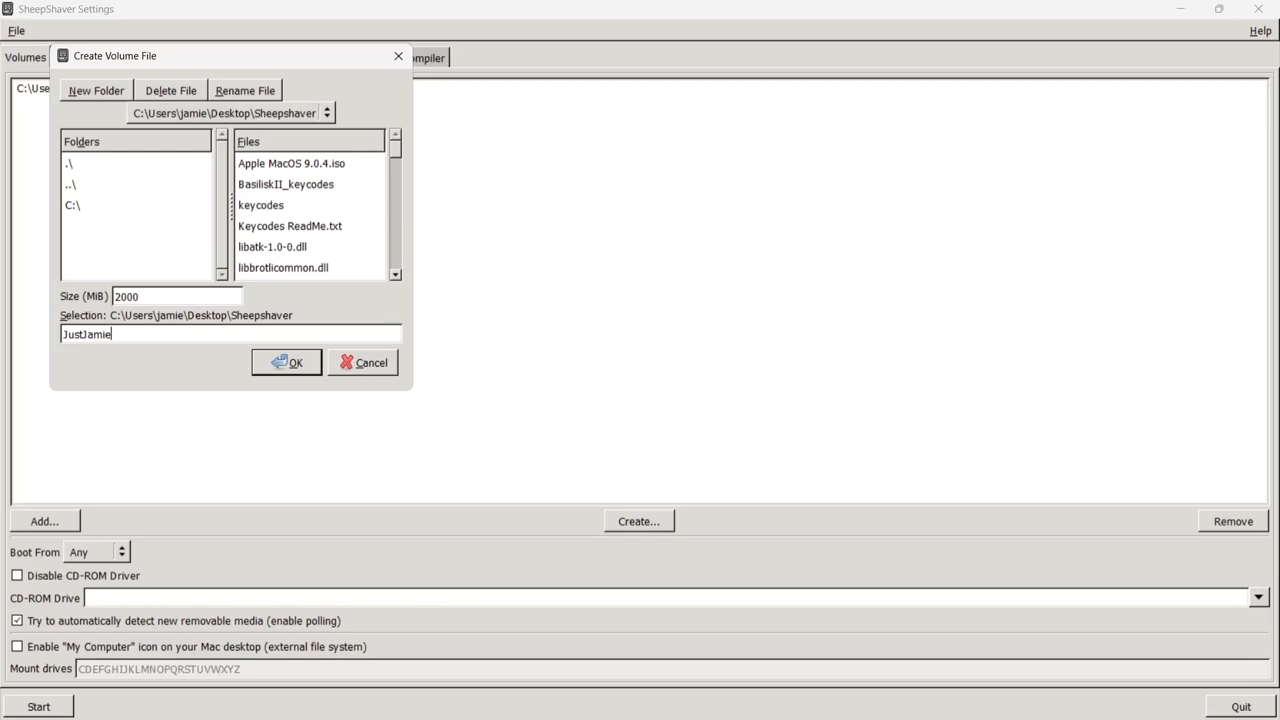 SheepShaver Settings
File
Help
Volumes
ompiler
C:\Use
Create Volume File
New Folder
Delete File
Rename File
C:\Users\jamie\Desktop\Sheepshaver
Folders
.\
..\
C:\
Files
Apple MacOS 9.0.4.iso
BasiliskII_keycodes
keycodes
Keycodes ReadMe.txt
libatk-1.0-0.dll
libbrotlicommon.dll
Size (MiB) 2000
Selection: C:\Users\jamie\Desktop\Sheepshaver
JustJamie
OK
Cancel
Add...
Create...
Remove
Boot From Any
Disable CD-ROM Driver
CD-ROM Drive
Try to automatically detect new removable media (enable polling)
Enable "My Computer" icon on your Mac desktop (external file system)
Mount drives CDEFGHIJKLMNOPQRSTUVWXYZ
Start
Quit